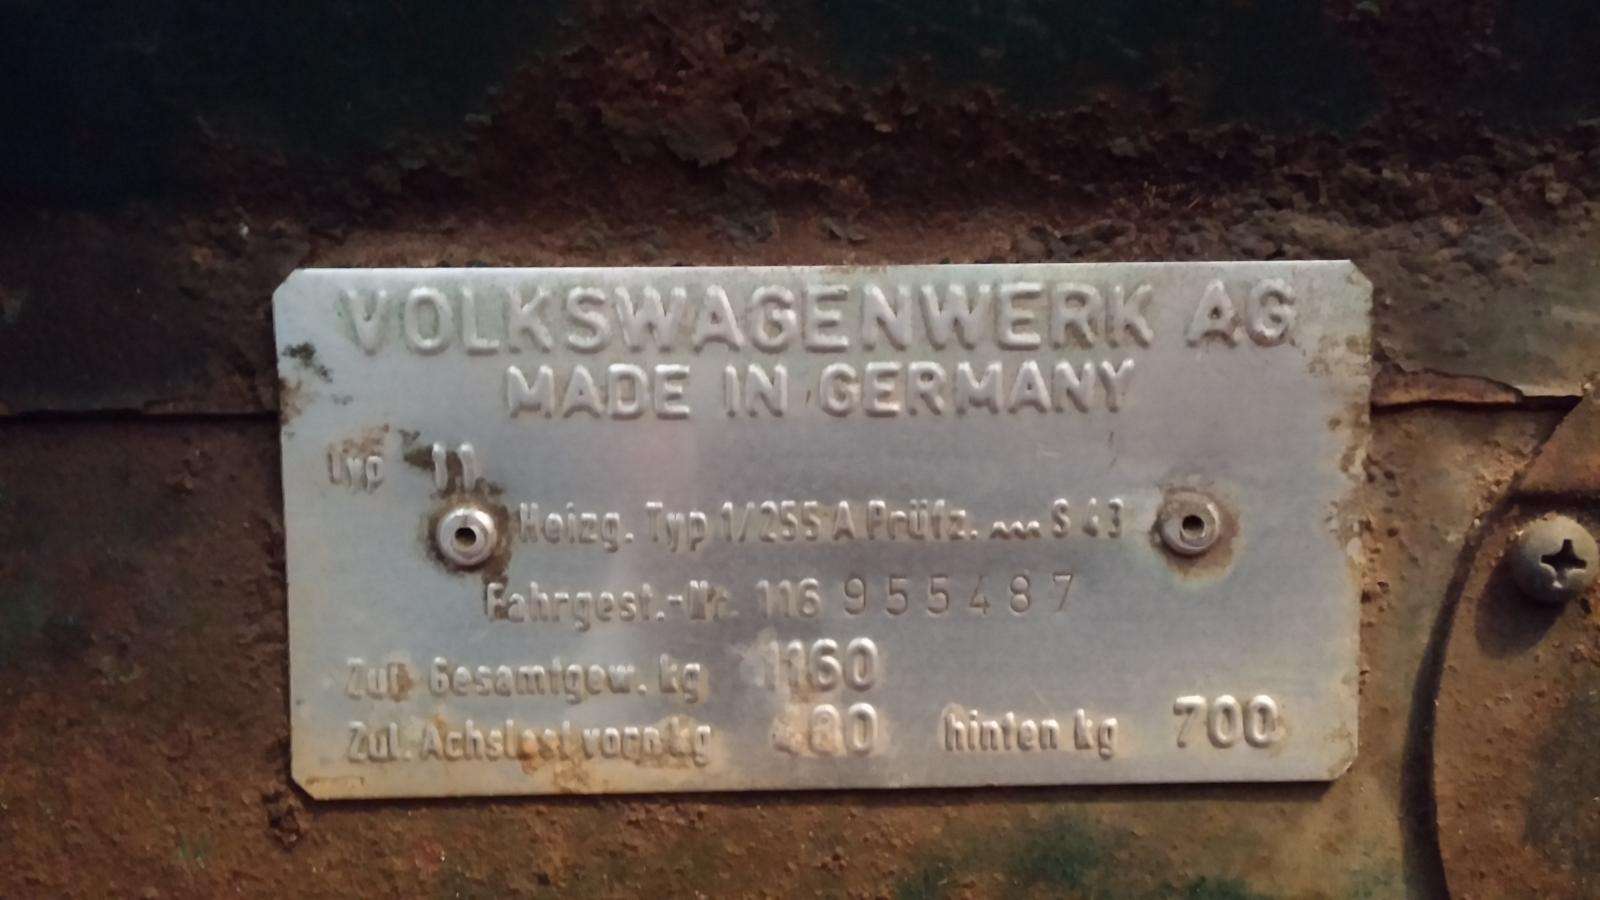 VOLKSWAGENWERK AG
MADE IN GERMANY
Typ 11
Heizg. Typ 1/255 A Prüfz. ~~~ S 43
Fahrgest.-Nr. 116 955487
Zul. Gesamtgew. kg 1160
Zul. Achslast vorn kg 480 hinten kg 700